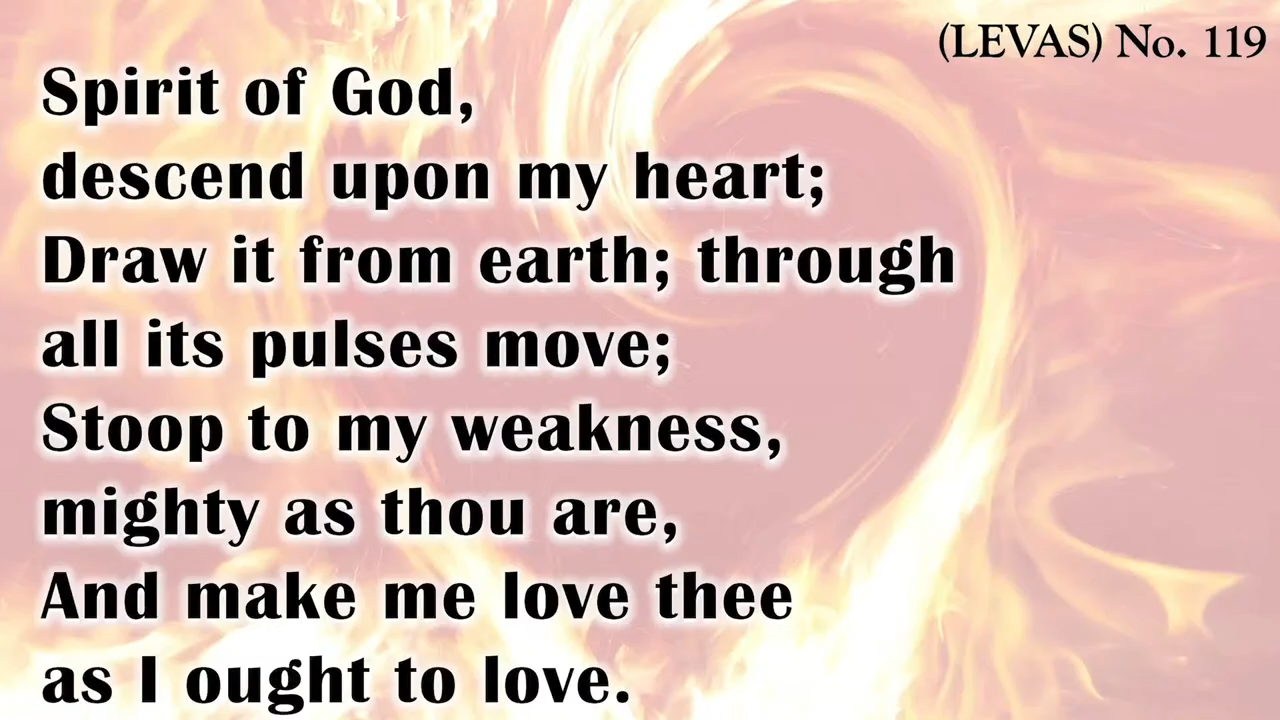 (LEVAS) No. 119
Spirit of God,
descend upon my heart;
Draw it from earth; through
all its pulses move;
Stoop to my weakness,
mighty as thou are,
And make me love thee
as I ought to love.